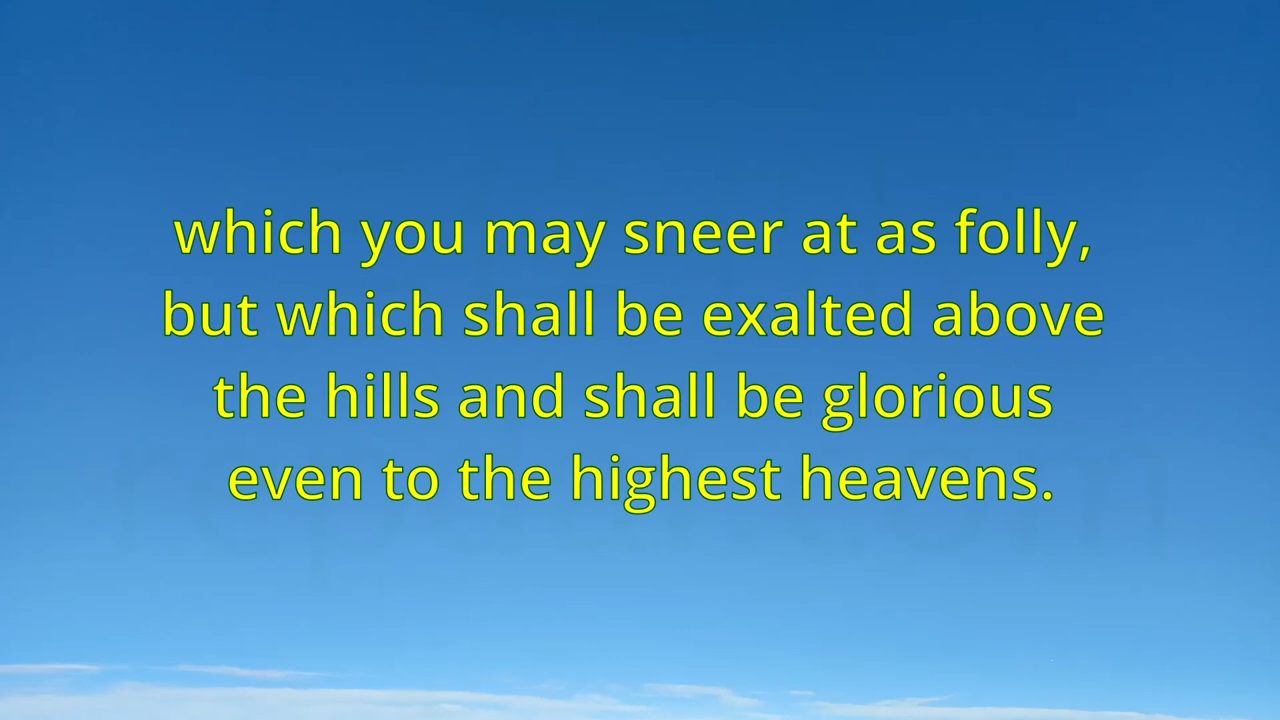 which you may sneer at as folly,
but which shall be exalted above
the hills and shall be glorious
even to the highest heavens.